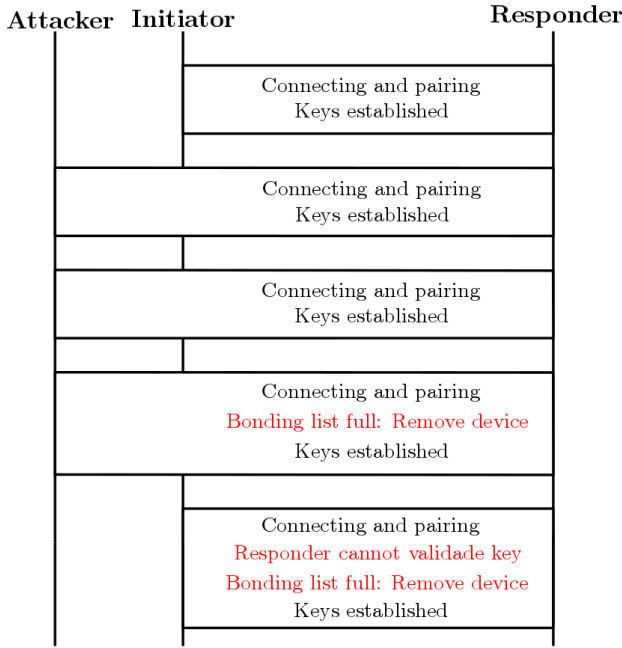 Attacker Initiator Responder
Connecting and pairing
Keys established
Connecting and pairing
Keys established
Connecting and pairing
Keys established
Connecting and pairing
Bonding list full: Remove device
Keys established
Connecting and pairing
Responder cannot validade key
Bonding list full: Remove device
Keys established